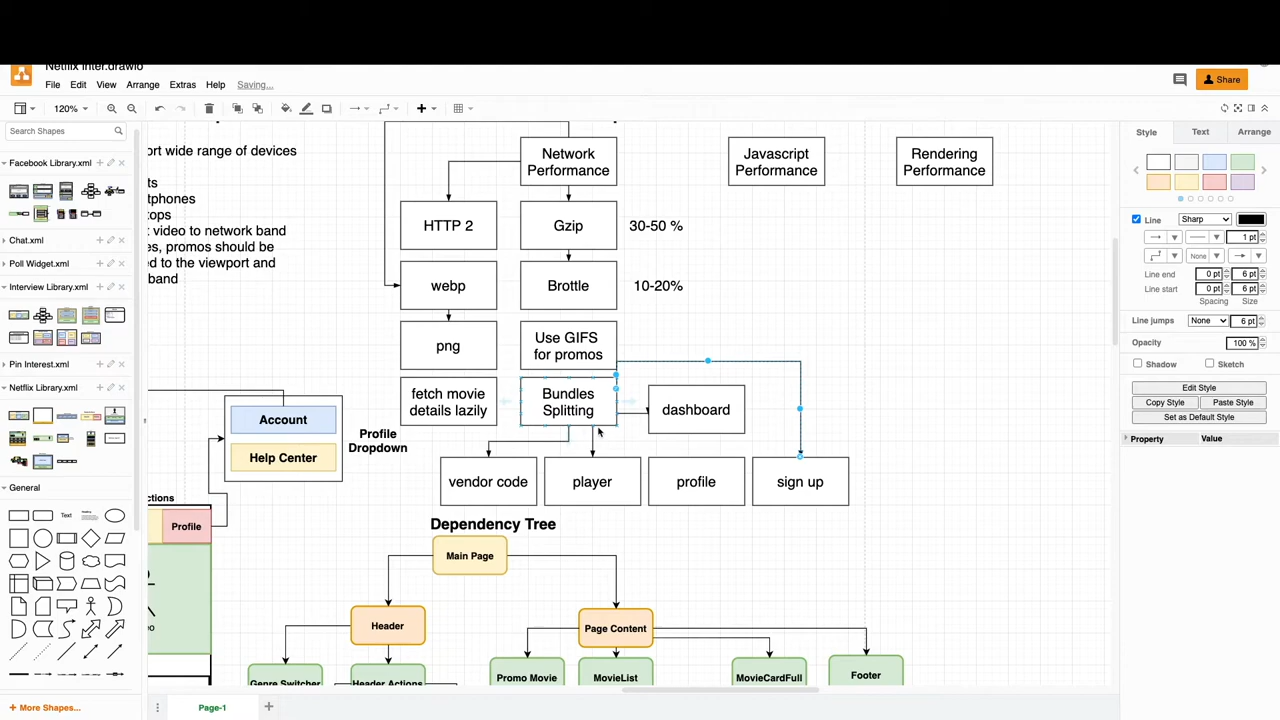 Netflix Inter.drawio
File Edit View Arrange Extras Help Saving...
Share
120%
Search Shapes
Facebook Library.xml
Chat.xml
Poll Widget.xml
Interview Library.xml
Pin Interest.xml
Netflix Library.xml
General
Text
More Shapes...
ort wide range of devices
ts
tphones
tops
t video to network band
es, promos should be
ed to the viewport and
band
Network
Performance
Javascript
Performance
Rendering
Performance
HTTP 2
Gzip
30-50 %
webp
Brottle
10-20%
png
Use GIFS
for promos
fetch movie
details lazily
Bundles
Splitting
dashboard
Account
Help Center
Profile
Dropdown
vendor code
player
profile
sign up
ctions
Profile
Dependency Tree
Main Page
Header
Page Content
Genre Switcher
Header Actions
Promo Movie
MovieList
MovieCardFull
Footer
Page-1
Style Text Arrange
Line
Sharp
1 pt
None
Line end
0 pt
6 pt
Line start
0 pt
6 pt
Spacing
Size
Line jumps
None
6 pt
Opacity
100 %
Shadow
Sketch
Edit Style
Copy Style
Paste Style
Set as Default Style
Property
Value